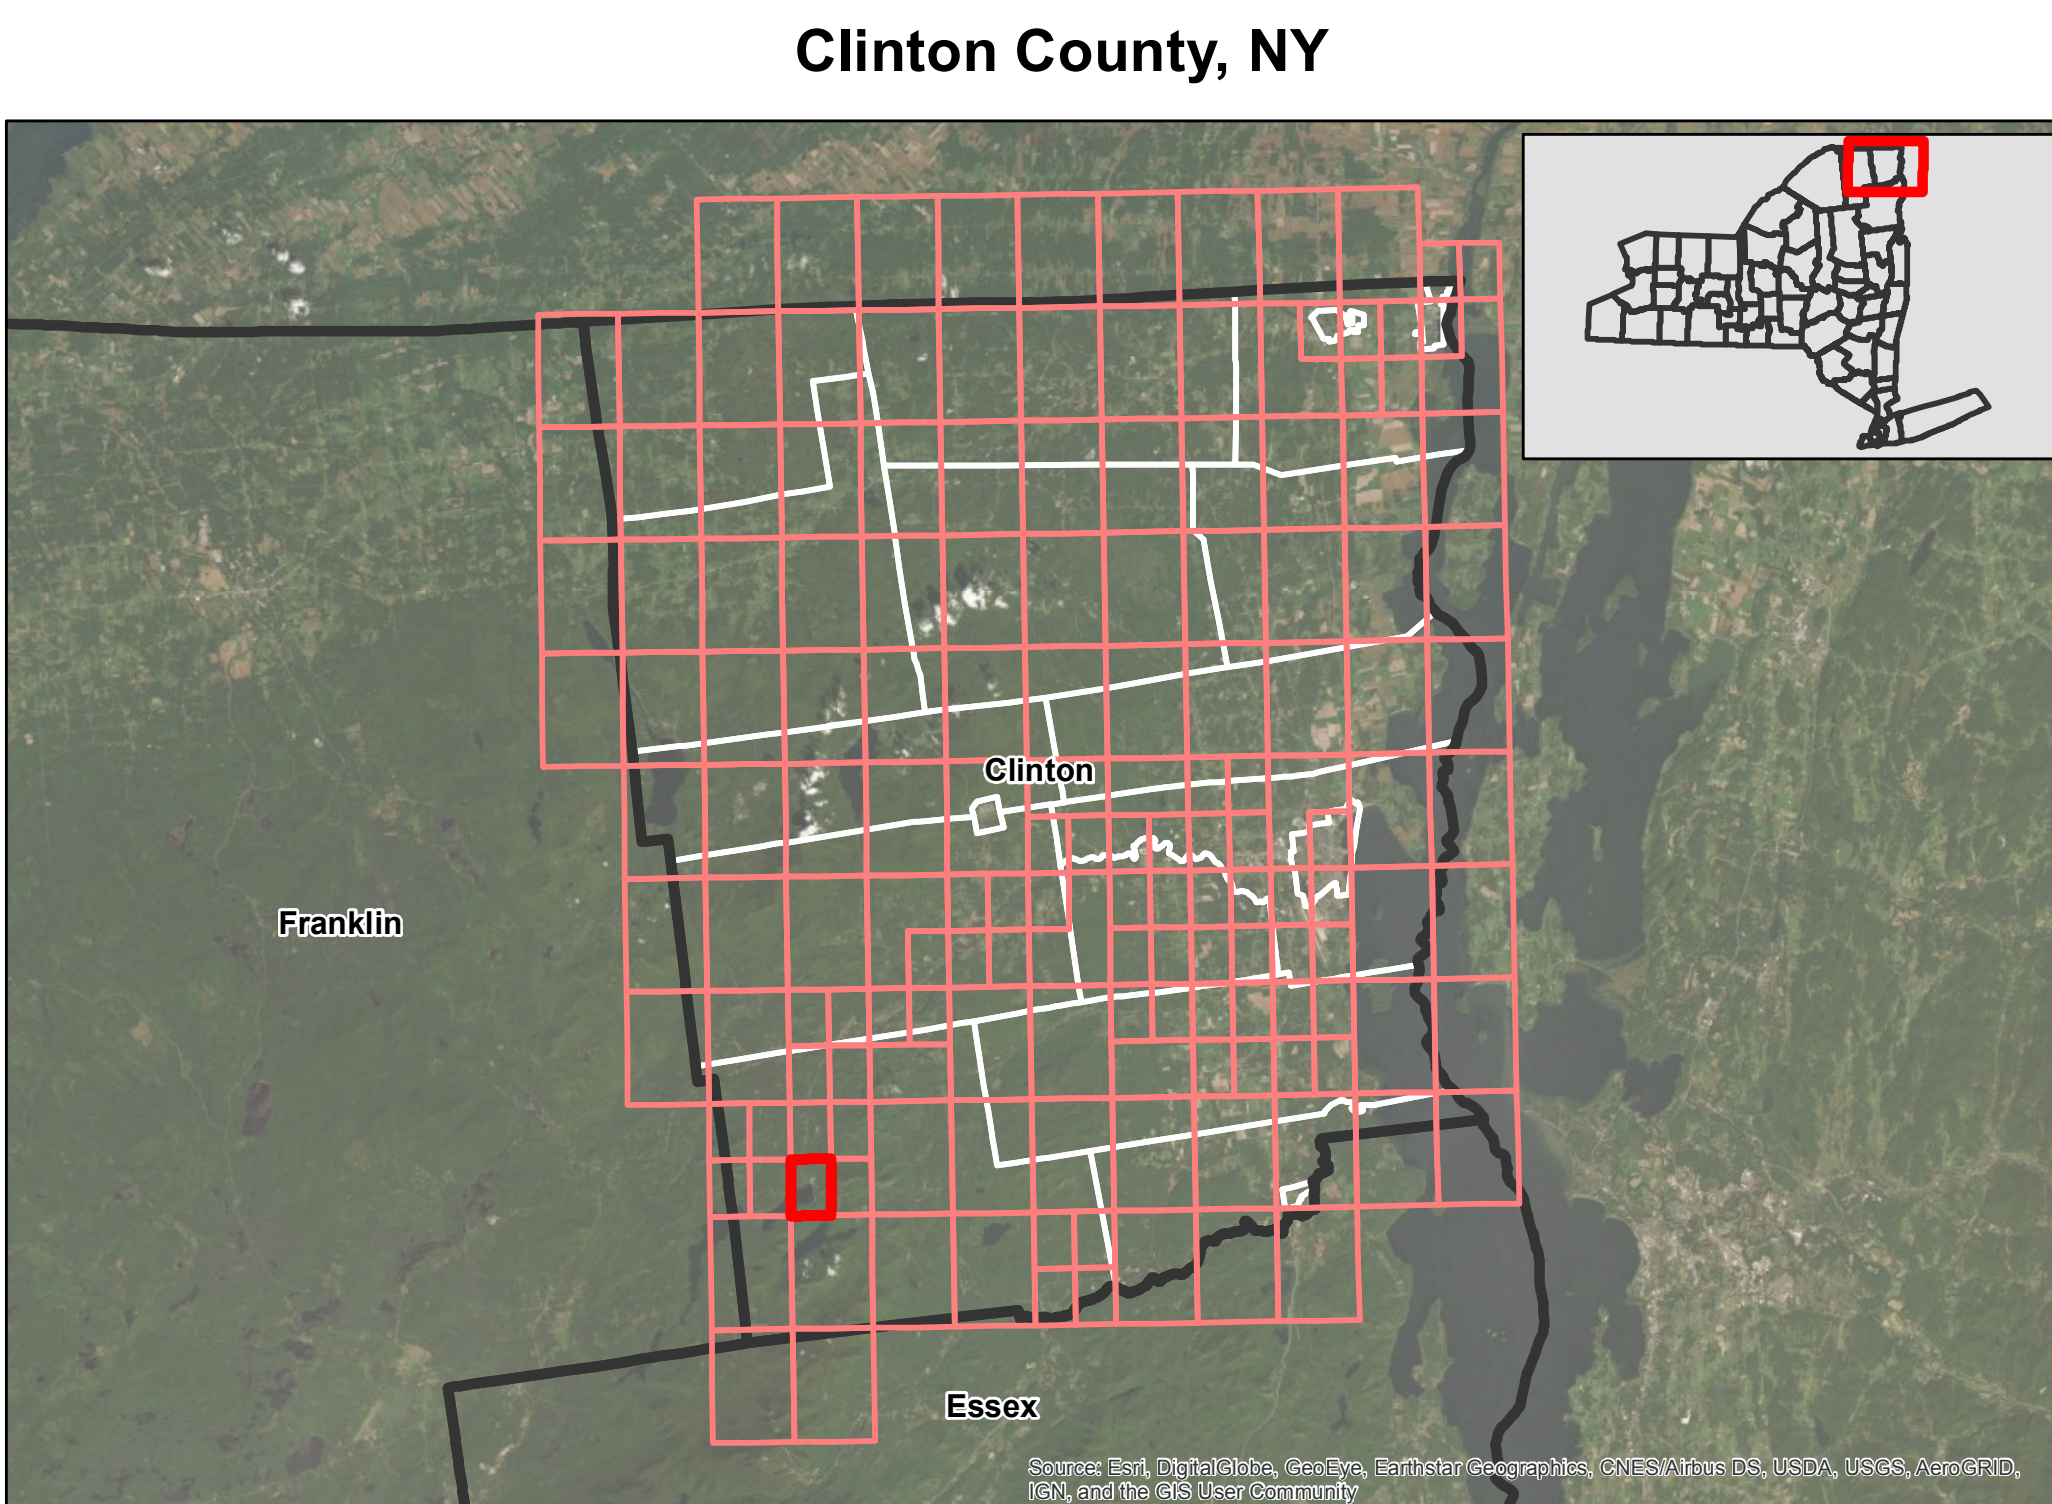 Clinton County, NY
Clinton
Franklin
Essex
Source: Esri, DigitalGlobe, GeoEye, Earthstar Geographics, CNES/Airbus DS, USDA, USGS, AeroGRID,
IGN, and the GIS User Community